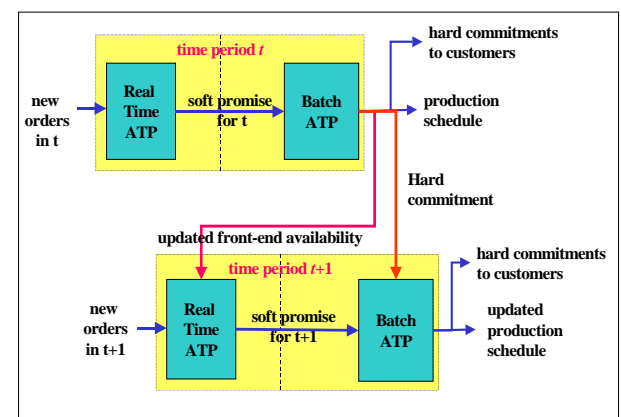 hard commitments
to customers
time period t
new
orders
in t
Real
Time
ATP
soft promise
for t
Batch
ATP
production
schedule
Hard
commitment
updated front-end availability
time period t+1
hard commitments
to customers
new
orders
in t+1
Real
Time
ATP
soft promise
for t+1
Batch
ATP
updated
production
schedule